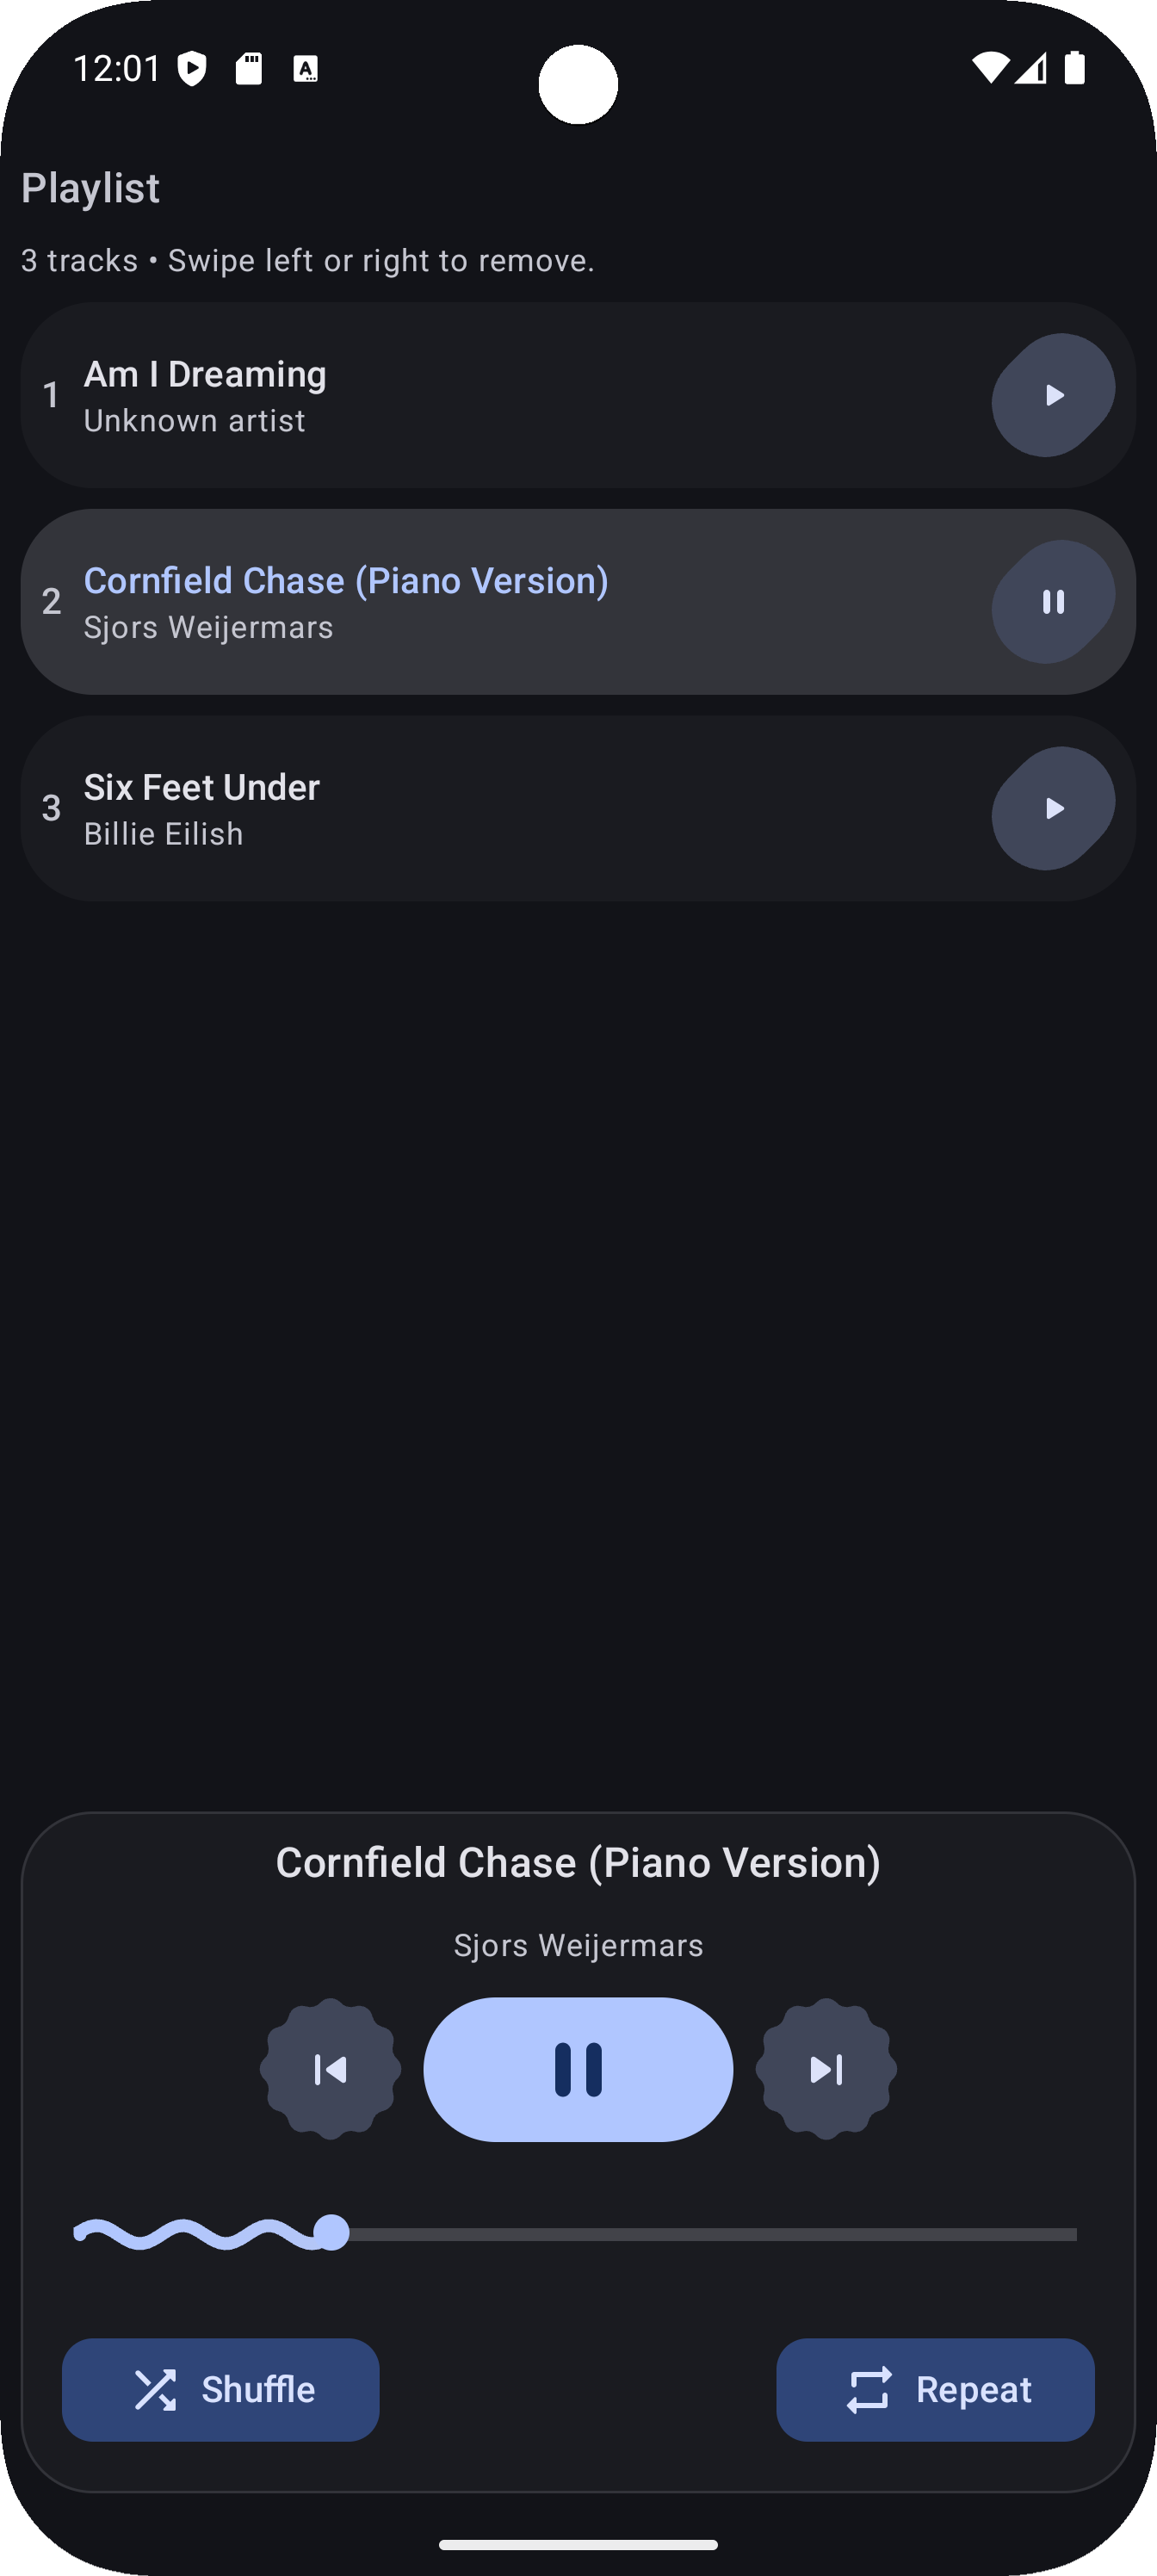 12:01
Playlist
3 tracks • Swipe left or right to remove.
1
Am I Dreaming
Unknown artist
2
Cornfield Chase (Piano Version)
Sjors Weijermars
3
Six Feet Under
Billie Eilish
Cornfield Chase (Piano Version)
Sjors Weijermars
Shuffle
Repeat